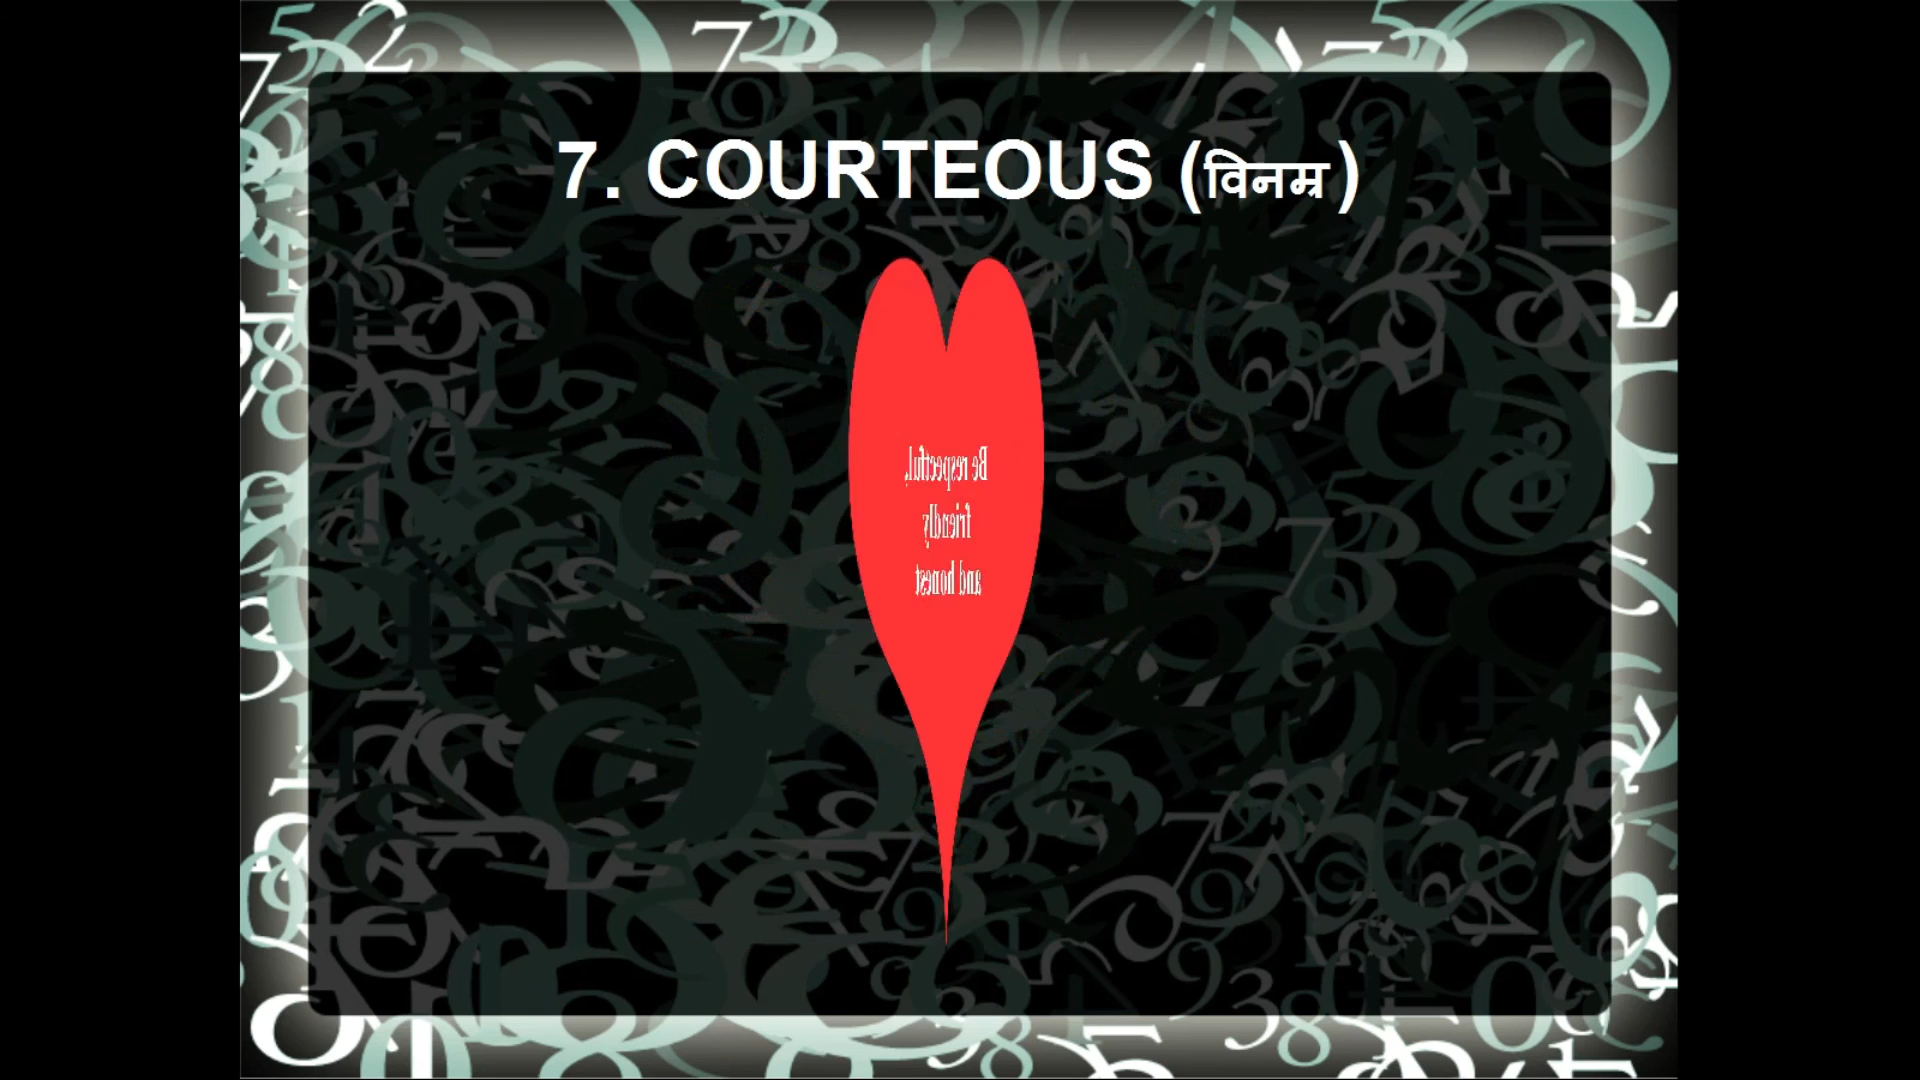 7. COURTEOUS (विनम्र)
Be respectful,
friendly
and honest